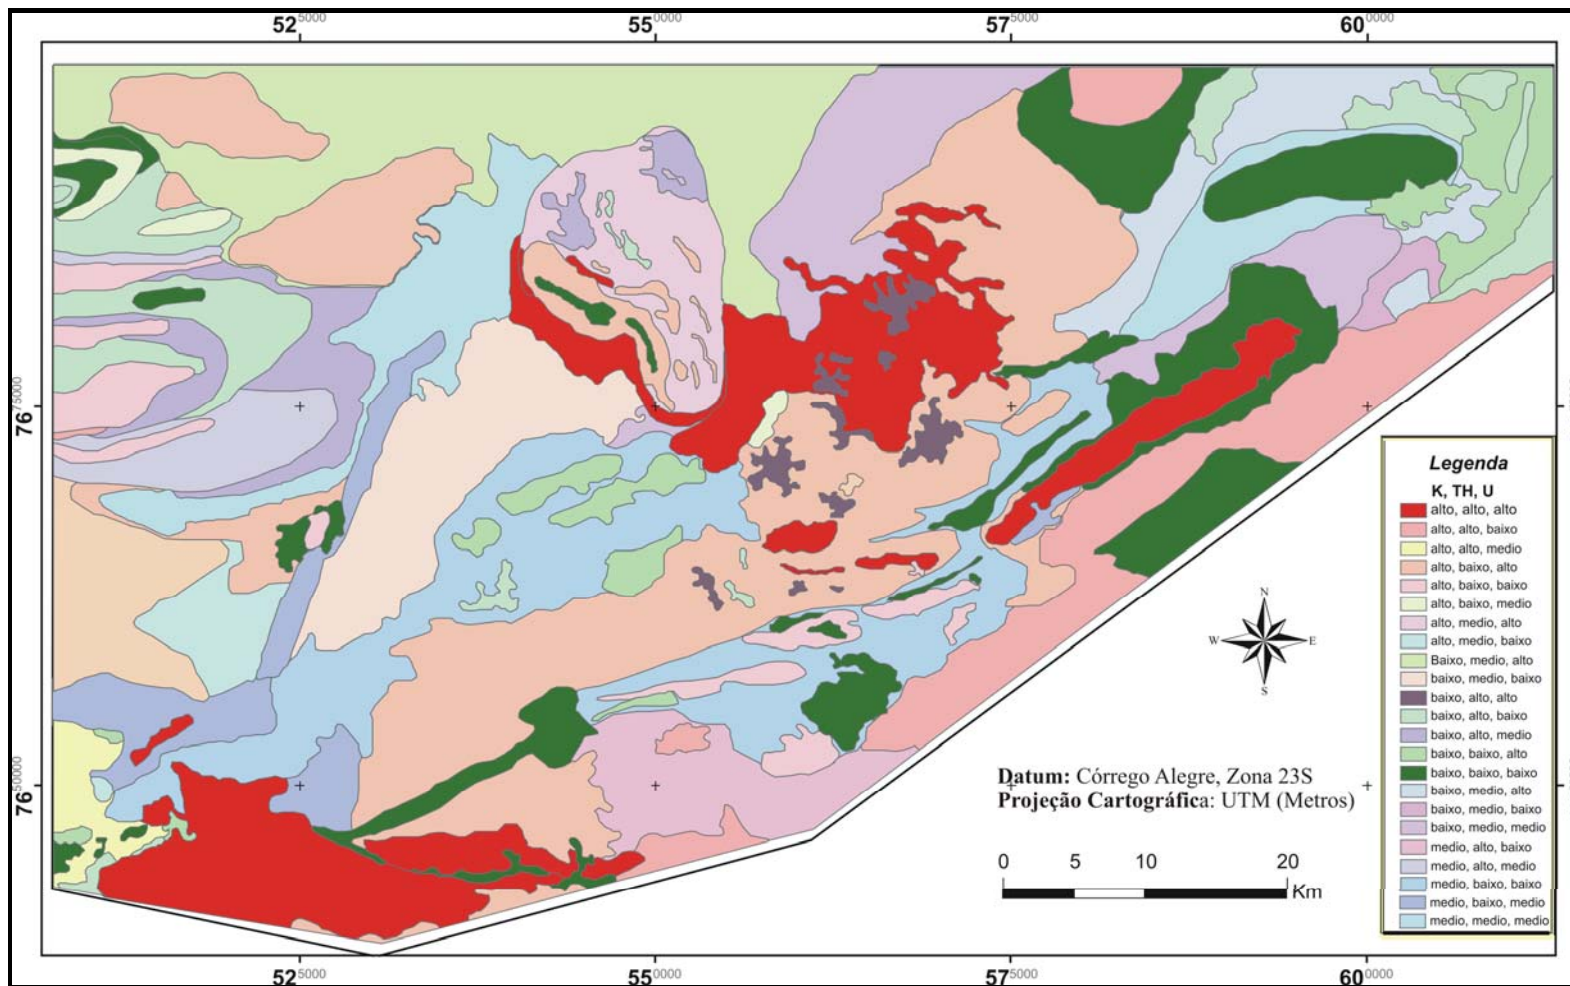 525000 550000 575000 600000
7675000
7650000
Legenda
K, TH, U
alto, alto, alto
alto, alto, baixo
alto, alto, medio
alto, baixo, alto
alto, baixo, baixo
alto, baixo, medio
alto, medio, alto
alto, medio, baixo
Baixo, medio, alto
baixo, medio, baixo
baixo, alto, alto
baixo, alto, baixo
baixo, alto, medio
baixo, baixo, alto
baixo, baixo, baixo
baixo, medio, alto
baixo, medio, baixo
baixo, medio, medio
medio, alto, baixo
medio, alto, medio
medio, baixo, baixo
medio, baixo, medio
medio, medio, medio
N
W E
S
Datum: Córrego Alegre, Zona 23S
Projeção Cartográfica: UTM (Metros)
0 5 10 20
Km
525000 550000 575000 600000